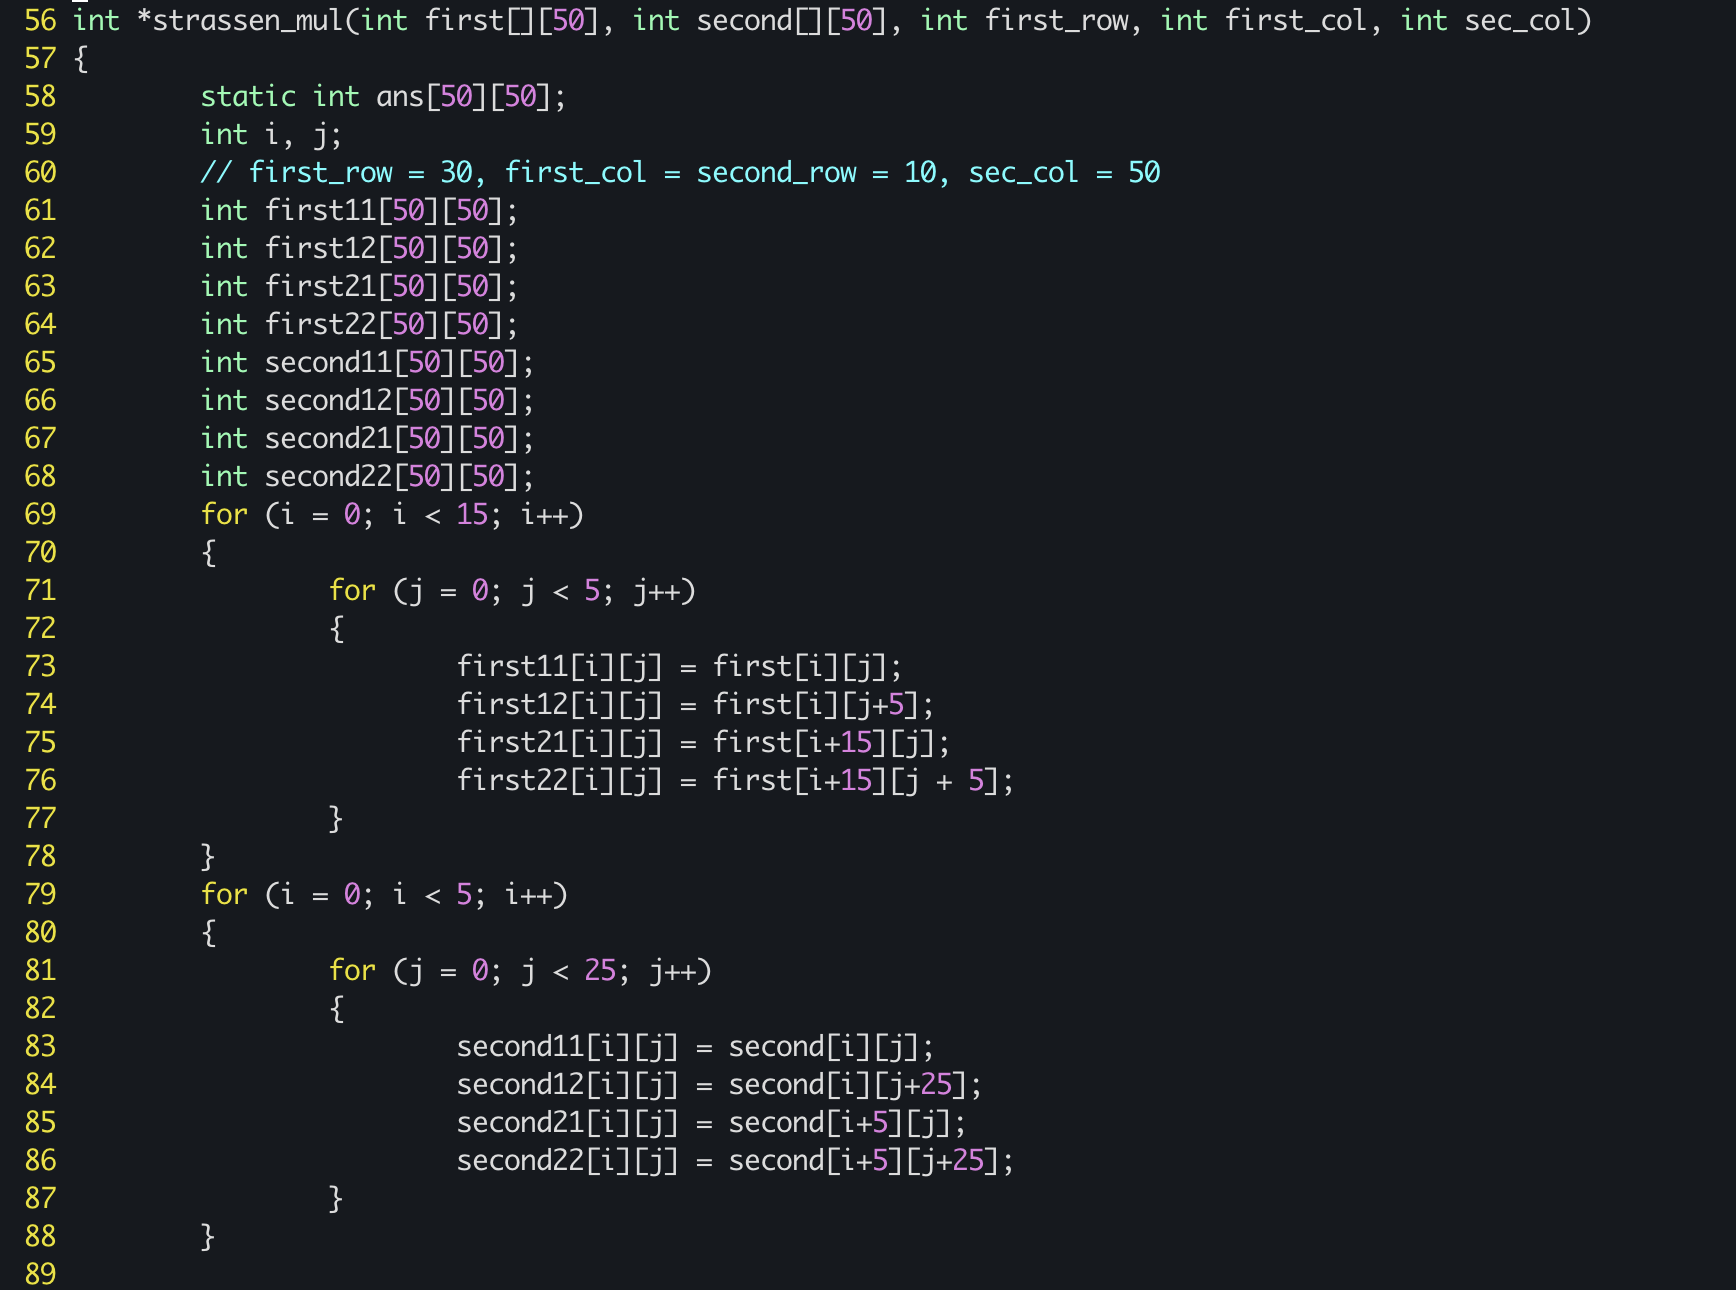 56 int *strassen_mul(int first[][50], int second[][50], int first_row, int first_col, int sec_col)
57 {
58         static int ans[50][50];
59         int i, j;
60         // first_row = 30, first_col = second_row = 10, sec_col = 50
61         int first11[50][50];
62         int first12[50][50];
63         int first21[50][50];
64         int first22[50][50];
65         int second11[50][50];
66         int second12[50][50];
67         int second21[50][50];
68         int second22[50][50];
69         for (i = 0; i < 15; i++)
70         {
71                 for (j = 0; j < 5; j++)
72                 {
73                         first11[i][j] = first[i][j];
74                         first12[i][j] = first[i][j+5];
75                         first21[i][j] = first[i+15][j];
76                         first22[i][j] = first[i+15][j + 5];
77                 }
78         }
79         for (i = 0; i < 5; i++)
80         {
81                 for (j = 0; j < 25; j++)
82                 {
83                         second11[i][j] = second[i][j];
84                         second12[i][j] = second[i][j+25];
85                         second21[i][j] = second[i+5][j];
86                         second22[i][j] = second[i+5][j+25];
87                 }
88         }
89